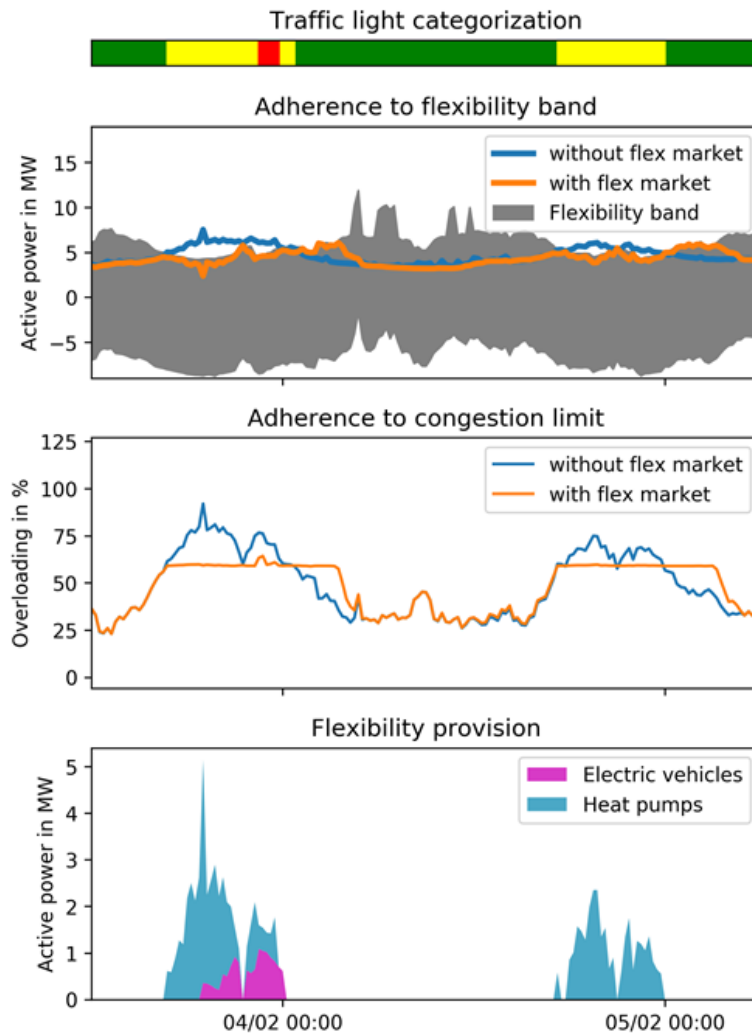 Traffic light categorization
Adherence to flexibility band
Active power in MW
15
10
5
0
−5
without flex market
with flex market
Flexibility band
Adherence to congestion limit
Overloading in %
125
100
75
50
25
0
without flex market
with flex market
Flexibility provision
Active power in MW
5
4
3
2
1
0
Electric vehicles
Heat pumps
04/02 00:00
05/02 00:00